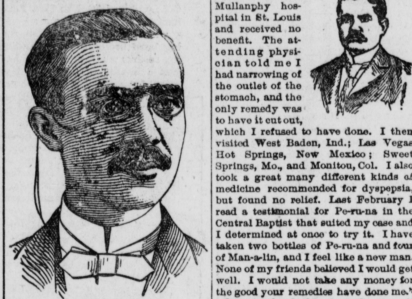 Mullanphy hos-
pital in St. Louis
and received no
benefit. The at-
tending physi-
cian told me I
had narrowing of
the outlet of the
stomach, and the
only remedy was
to have it cut out,
which I refused to have done. I then
visited West Baden, Ind.; Las Vegas
Hot Springs, New Mexico; Sweet
Springs, Mo., and Monitou, Col. I also
took a great many different kinds of
medicine recommended for dyspepsia,
but found no relief. Last February I
read a testimonial for Pe-ru-na in the
Central Baptist that suited my case and
I determined at once to try it. I have
taken two bottles of Pe-ru-na and four
of Man-a-lin, and I feel like a new man.
None of my friends believed I would get
well. I would not take any money for
the good your remedies have done me."